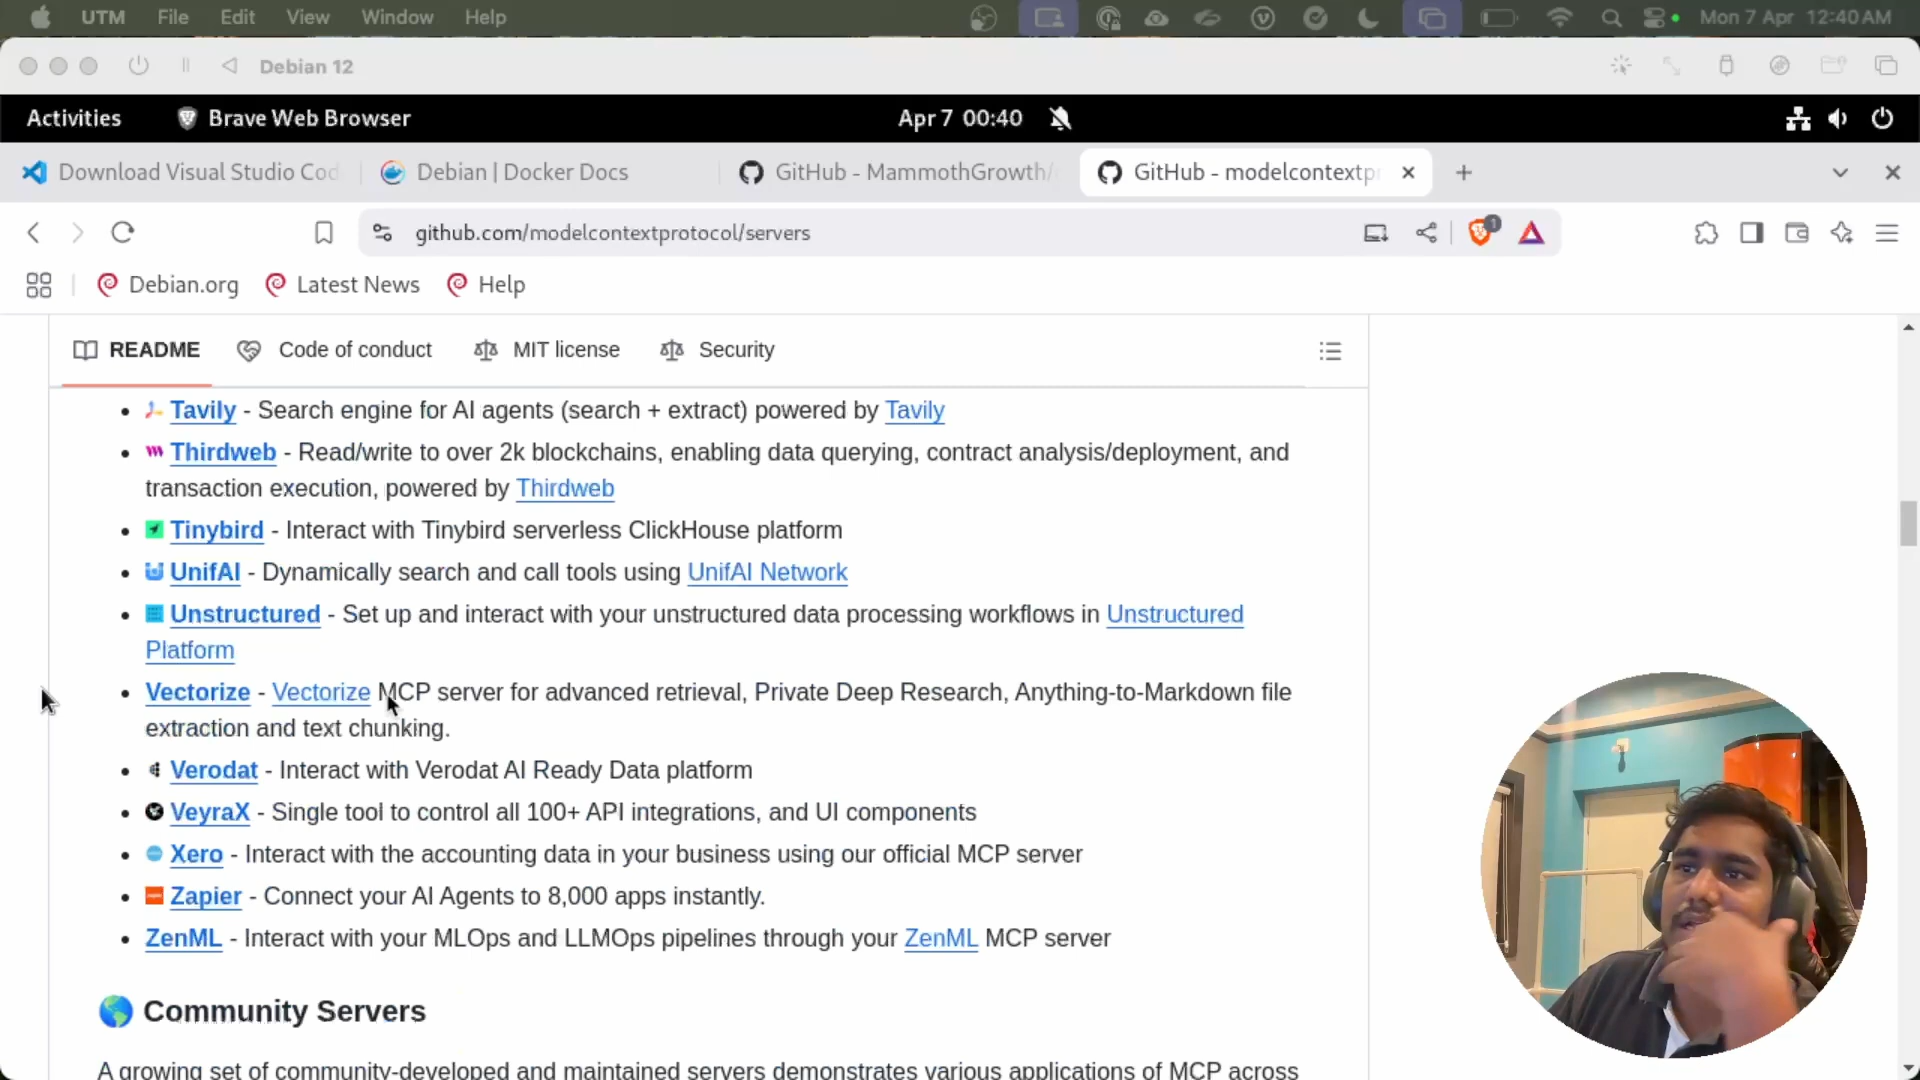 UTM File Edit View Window Help Mon 7 Apr 12:40 AM
Debian 12
Activities Brave Web Browser Apr 7 00:40
Download Visual Studio Cod Debian | Docker Docs GitHub - MammothGrowth/ GitHub - modelcontextp
github.com/modelcontextprotocol/servers 1
Debian.org Latest News Help
README Code of conduct MIT license Security
Tavily - Search engine for AI agents (search + extract) powered by Tavily
Thirdweb - Read/write to over 2k blockchains, enabling data querying, contract analysis/deployment, and
transaction execution, powered by Thirdweb
Tinybird - Interact with Tinybird serverless ClickHouse platform
UnifAI - Dynamically search and call tools using UnifAI Network
Unstructured - Set up and interact with your unstructured data processing workflows in Unstructured
Platform
Vectorize - Vectorize MCP server for advanced retrieval, Private Deep Research, Anything-to-Markdown file
extraction and text chunking.
Verodat - Interact with Verodat AI Ready Data platform
VeyraX - Single tool to control all 100+ API integrations, and UI components
Xero - Interact with the accounting data in your business using our official MCP server
Zapier - Connect your AI Agents to 8,000 apps instantly.
ZenML - Interact with your MLOps and LLMOps pipelines through your ZenML MCP server
Community Servers
A growing set of community-developed and maintained servers demonstrates various applications of MCP across